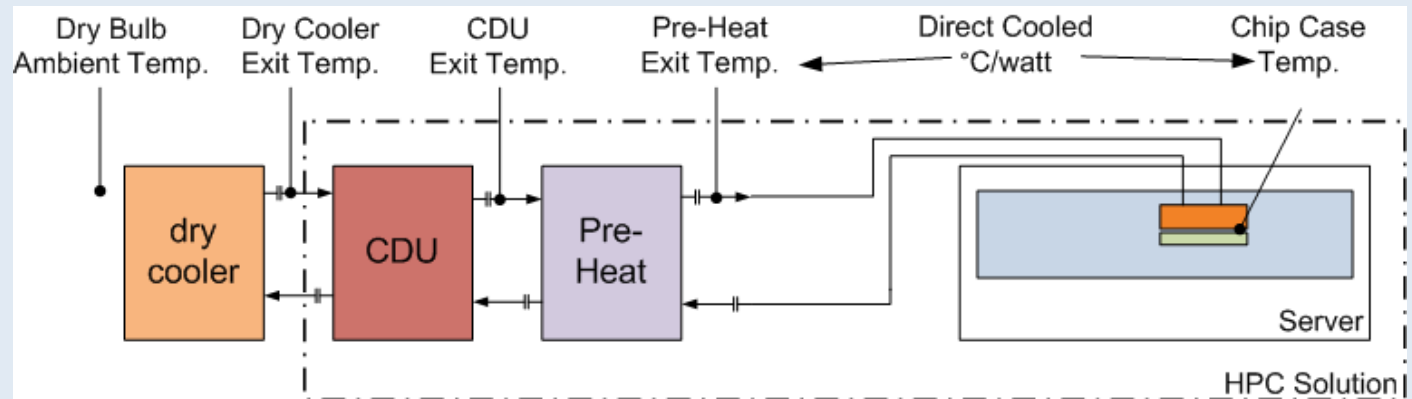 Dry Bulb
Ambient Temp.
Dry Cooler
Exit Temp.
CDU
Exit Temp.
Pre-Heat
Exit Temp.
Direct Cooled
°C/watt
Chip Case
Temp.
dry
cooler
CDU
Pre-
Heat
Server
HPC Solution